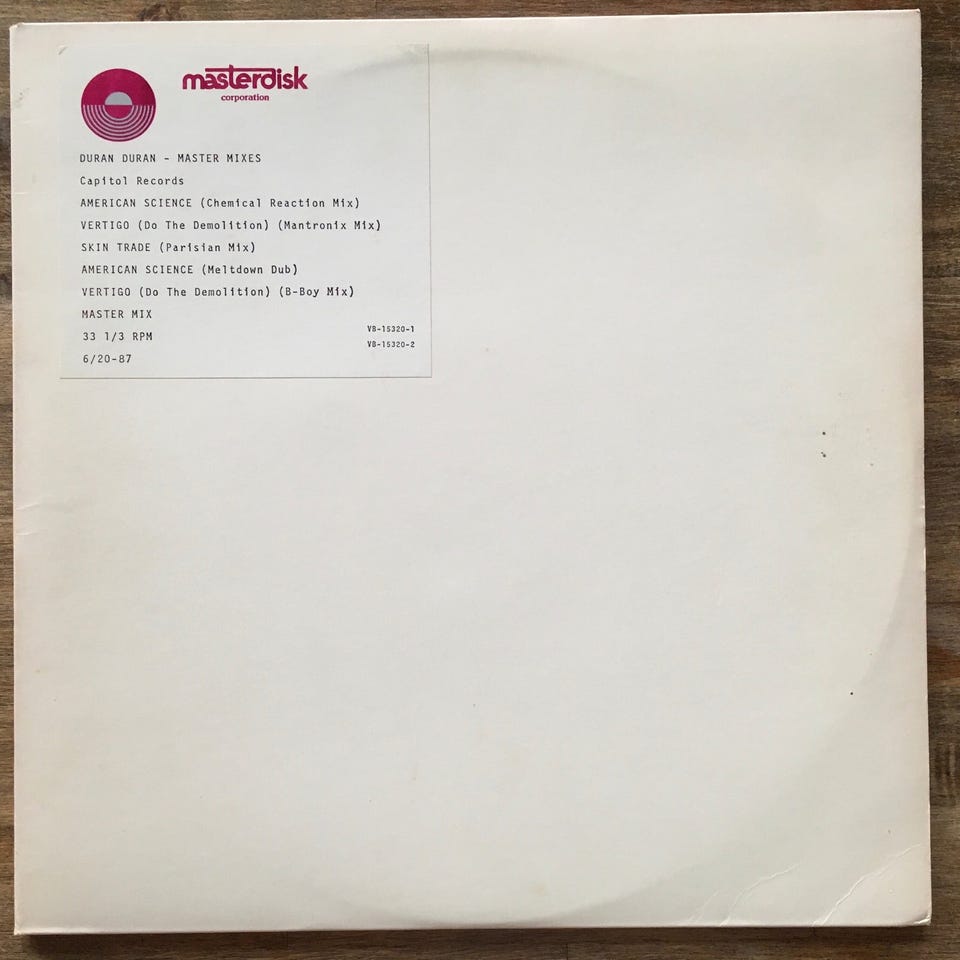 masterdisk
corporation
DURAN DURAN - MASTER MIXES
Capitol Records
AMERICAN SCIENCE (Chemical Reaction Mix)
VERTIGO (Do The Demolition) (Mantronix Mix)
SKIN TRADE (Parisian Mix)
AMERICAN SCIENCE (Meltdown Dub)
VERTIGO (Do The Demolition) (B-Boy Mix)
MASTER MIX
33 1/3 RPM
6/20-87
VB-15320-1
VB-15320-2